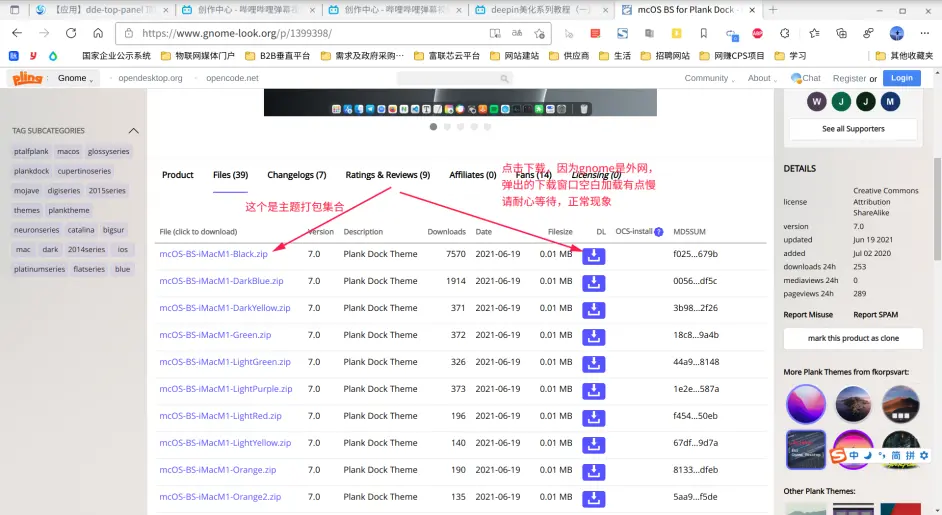 【应用】dde-top-panel 顶
创作中心 - 哔哩哔哩弹幕视
创作中心 - 哔哩哔哩弹幕视
deepin美化系列教程（一）
mcOS BS for Plank Dock -
https://www.gnome-look.org/p/1399398/
国家企业公示系统
物联网媒体门户
B2B垂直平台
需求及政府采购…
富联芯云平台
网站建站
供应商
生活
招聘网站
网赚CPS项目
学习
其他收藏夹
pling
Gnome
opendesktop.org
opencode.net
Community
About
Chat
Register or
Login
TAG SUBCATEGORIES
ptalfplank macos glossyseries
plankdock cupertinoseries
mojave digiseries 2015series
themes planktheme
neuronseries catalina bigsur
mac dark 2014series ios
platinumseries flatseries blue
Product
Files (39)
Changelogs (7)
Ratings & Reviews (9)
Affiliates (0)
Fans (14)
Licensing (0)
点击下载，因为gnome是外网，
弹出的下载窗口空白加载有点慢
请耐心等待，正常现象
这个是主题打包集合
File (click to download) Version Description Downloads Date Filesize DL OCS-install ? MD5SUM
mcOS-BS-iMacM1-Black.zip 7.0 Plank Dock Theme 7570 2021-06-19 0.01 MB f025...679b
mcOS-BS-iMacM1-DarkBlue.zip 7.0 Plank Dock Theme 1914 2021-06-19 0.01 MB 0056...df5c
mcOS-BS-iMacM1-DarkYellow.zip 7.0 Plank Dock Theme 371 2021-06-19 0.01 MB 3b98...2f26
mcOS-BS-iMacM1-Green.zip 7.0 Plank Dock Theme 372 2021-06-19 0.01 MB 18c8...9a4b
mcOS-BS-iMacM1-LightGreen.zip 7.0 Plank Dock Theme 326 2021-06-19 0.01 MB 44a9...8148
mcOS-BS-iMacM1-LightPurple.zip 7.0 Plank Dock Theme 373 2021-06-19 0.01 MB 1e2e...587a
mcOS-BS-iMacM1-LightRed.zip 7.0 Plank Dock Theme 196 2021-06-19 0.01 MB f454...50eb
mcOS-BS-iMacM1-LightYellow.zip 7.0 Plank Dock Theme 140 2021-06-19 0.01 MB 67df...9d7a
mcOS-BS-iMacM1-Orange.zip 7.0 Plank Dock Theme 190 2021-06-19 0.01 MB 8133...dfeb
mcOS-BS-iMacM1-Orange2.zip 7.0 Plank Dock Theme 135 2021-06-19 0.01 MB 5aa9...f5de
W J J M
See all Supporters
DETAILS
license Creative Commons
Attribution
ShareAlike
version 7.0
updated Jun 19 2021
added Jul 02 2020
downloads 24h 253
mediaviews 24h 0
pageviews 24h 289
Report Misuse Report SPAM
mark this product as clone
More Plank Themes from fkorpsvart:
中 简 拼
Other Plank Themes: